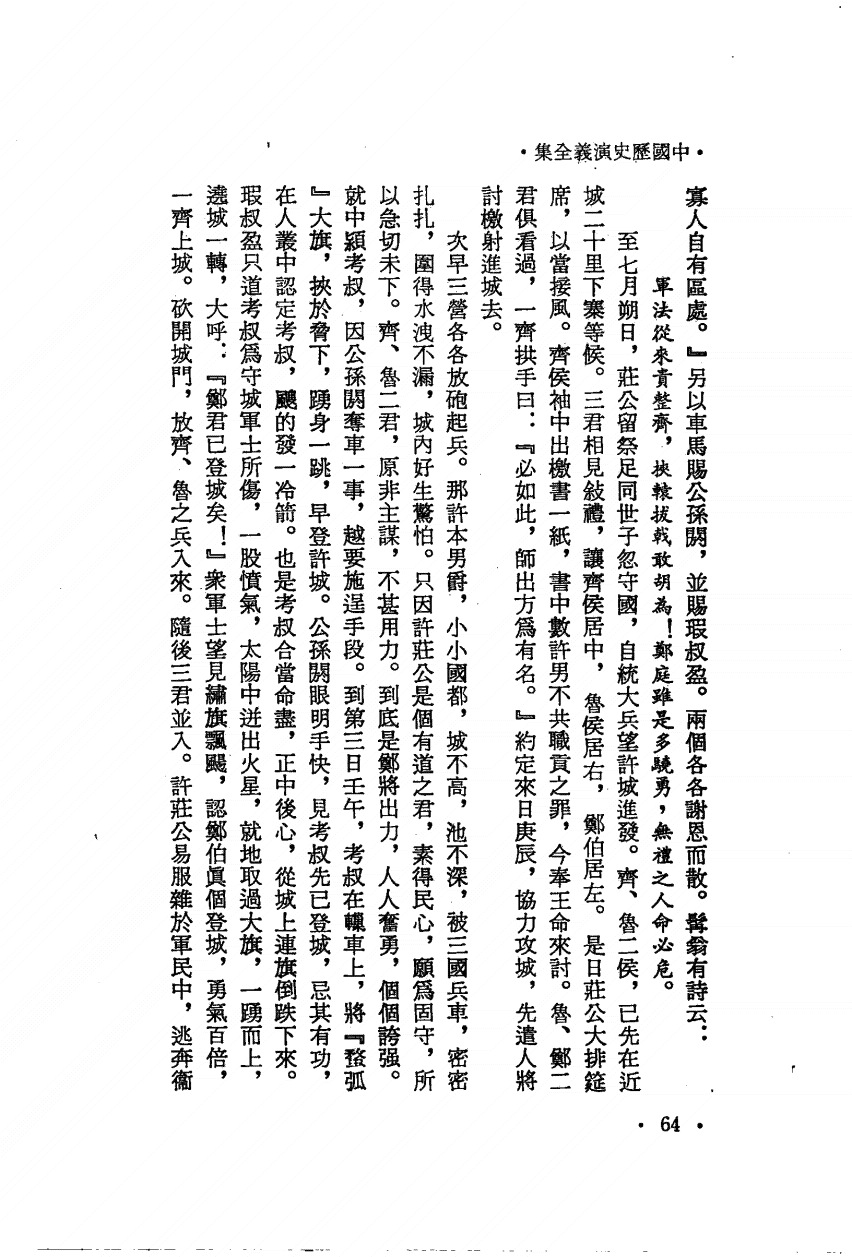 ·中國歷史演義全集·
寡人自有區處。』另以車馬賜公孫閼，並賜瑕叔盈。兩個各各謝恩而散。髯翁有詩云：
軍法從來貴整齊，挾轅拔戟敢胡為！鄭庭雖是多驍勇，無禮之人命必危。
至七月朔日，莊公留祭足同世子忽守國，自統大兵望許城進發。齊、魯二侯，已先在近
城二十里下寨等候。三君相見敍禮，讓齊侯居中，魯侯居右，鄭伯居左。是日莊公大排筵
席，以當接風。齊侯袖中出檄書一紙，書中數許男不共職貢之罪，今奉王命來討。魯、鄭二
君俱看過，一齊拱手曰：『必如此，師出方爲有名。』約定來日庚辰，協力攻城，先遣人將
討檄射進城去。
次早三營各各放砲起兵。那許本男爵，小小國都，城不高，池不深，被三國兵車，密密
扎扎，圍得水洩不漏，城內好生驚怕。只因許莊公是個有道之君，素得民心，願爲固守，所
以急切未下。齊、魯二君，原非主謀，不甚用力。到底是鄭將出力，人人奮勇，個個誇强。
就中潁考叔，因公孫閼奪車一事，越要施逞手段。到第三日壬午，考叔在轈車上，將『蝥弧
』大旗，挾於脅下，踴身一跳，早登許城。公孫閼眼明手快，見考叔先已登城，忌其有功，
在人叢中認定考叔，颼的發一冷箭。也是考叔合當命盡，正中後心，從城上連旗倒跌下來。
瑕叔盈只道考叔爲守城軍士所傷，一股憤氣，太陽中迸出火星，就地取過大旗，一踴而上，
遶城一轉，大呼：『鄭君已登城矣！』衆軍士望見繡旗飄颺，認鄭伯眞個登城，勇氣百倍，
一齊上城。砍開城門，放齊、魯之兵入來。隨後三君並入。許莊公易服雜於軍民中，逃奔衞
·64·